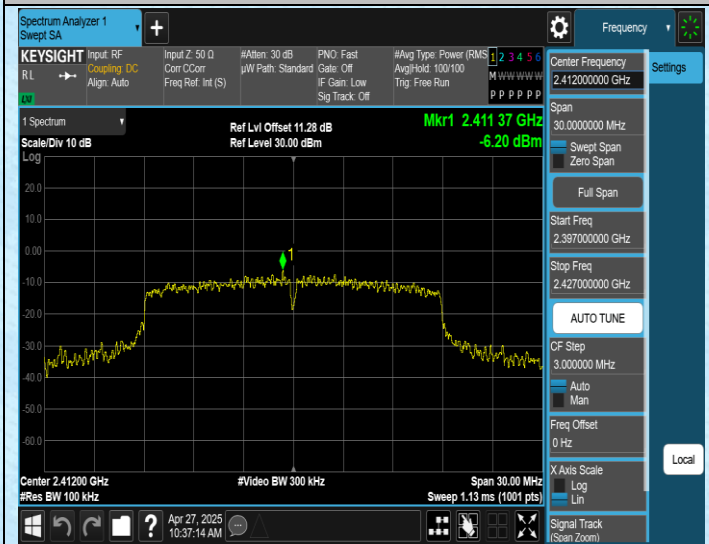 Spectrum Analyzer 1
Swept SA
+
Frequency
KEYSIGHT
RL
LXI
Input: RF
Coupling: DC
Align: Auto
Input Z: 50 Ω
Corr CCorr
Freq Ref: Int (S)
#Atten: 30 dB
µW Path: Standard
PNO: Fast
Gate: Off
IF Gain: Low
Sig Track: Off
#Avg Type: Power (RMS
Avg|Hold: 100/100
Trig: Free Run
1 2 3 4 5 6
M W W W W W
P P P P P P
1 Spectrum
Scale/Div 10 dB
Ref Lvl Offset 11.28 dB
Ref Level 30.00 dBm
Mkr1 2.411 37 GHz
-6.20 dBm
Log
20.0
10.0
0.00
-10.0
-20.0
-30.0
-40.0
-50.0
-60.0
1
Center 2.41200 GHz
#Res BW 100 kHz
#Video BW 300 kHz
Span 30.00 MHz
Sweep 1.13 ms (1001 pts)
Center Frequency
2.412000000 GHz
Settings
Span
30.0000000 MHz
Swept Span
Zero Span
Full Span
Start Freq
2.397000000 GHz
Stop Freq
2.427000000 GHz
AUTO TUNE
CF Step
3.000000 MHz
Auto
Man
Freq Offset
0 Hz
X Axis Scale
Log
Lin
Local
Signal Track
(Span Zoom)
?
Apr 27, 2025
10:37:14 AM